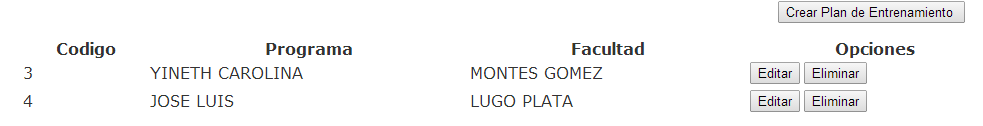 Crear Plan de Entrenamiento
Codigo Programa Facultad Opciones
3 YINETH CAROLINA MONTES GOMEZ Editar Eliminar
4 JOSE LUIS LUGO PLATA Editar Eliminar